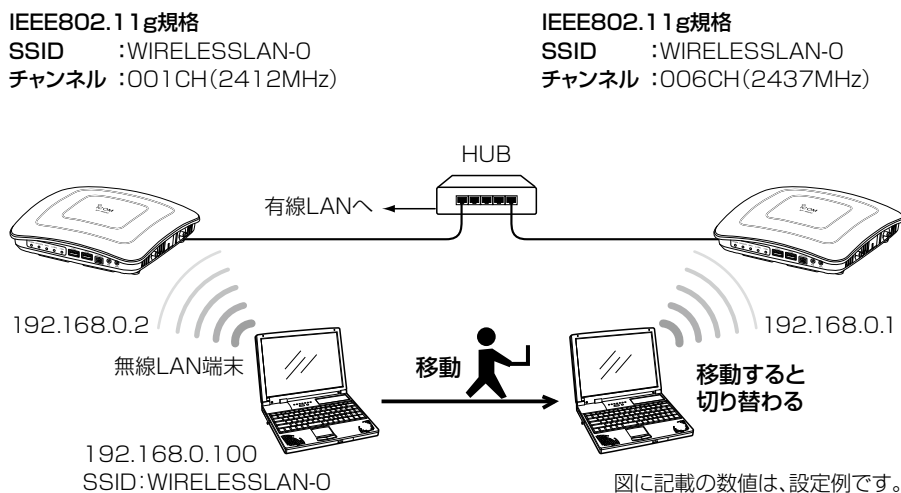 IEEE802.11g規格
SSID :WIRELESSLAN-0
チャンネル :001CH(2412MHz)
IEEE802.11g規格
SSID :WIRELESSLAN-0
チャンネル :006CH(2437MHz)
HUB
有線LANへ
192.168.0.2
192.168.0.1
無線LAN端末
移動
移動すると
切り替わる
192.168.0.100
SSID:WIRELESSLAN-0
図に記載の数値は、設定例です。